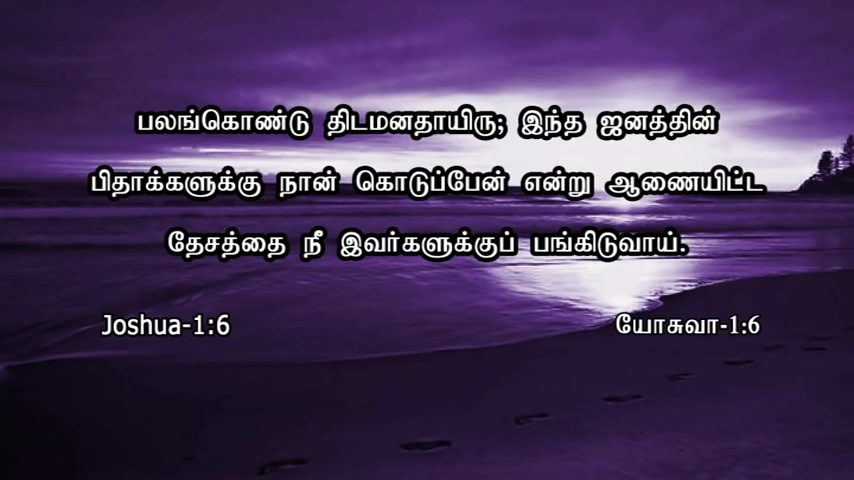 பலங்கொண்டு திடமனதாயிரு; இந்த ஜனத்தின்
பிதாக்களுக்கு நான் கொடுப்பேன் என்று ஆணையிட்ட
தேசத்தை நீ இவர்களுக்குப் பங்கிடுவாய்.
Joshua-1:6 யோசுவா-1:6